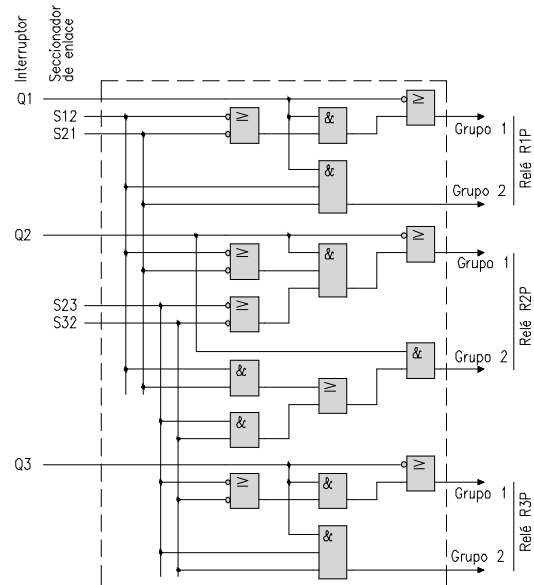 Interruptor
Seccionador
de enlace
Q1
S12
S21
≥
&
≥
Grupo 1
&
Grupo 2
Relé R1P
Q2
≥
&
≥
Grupo 1
S23
S32
≥
&
Grupo 2
Relé R2P
&
≥
&
Q3
≥
&
≥
Grupo 1
&
Grupo 2
Relé R3P